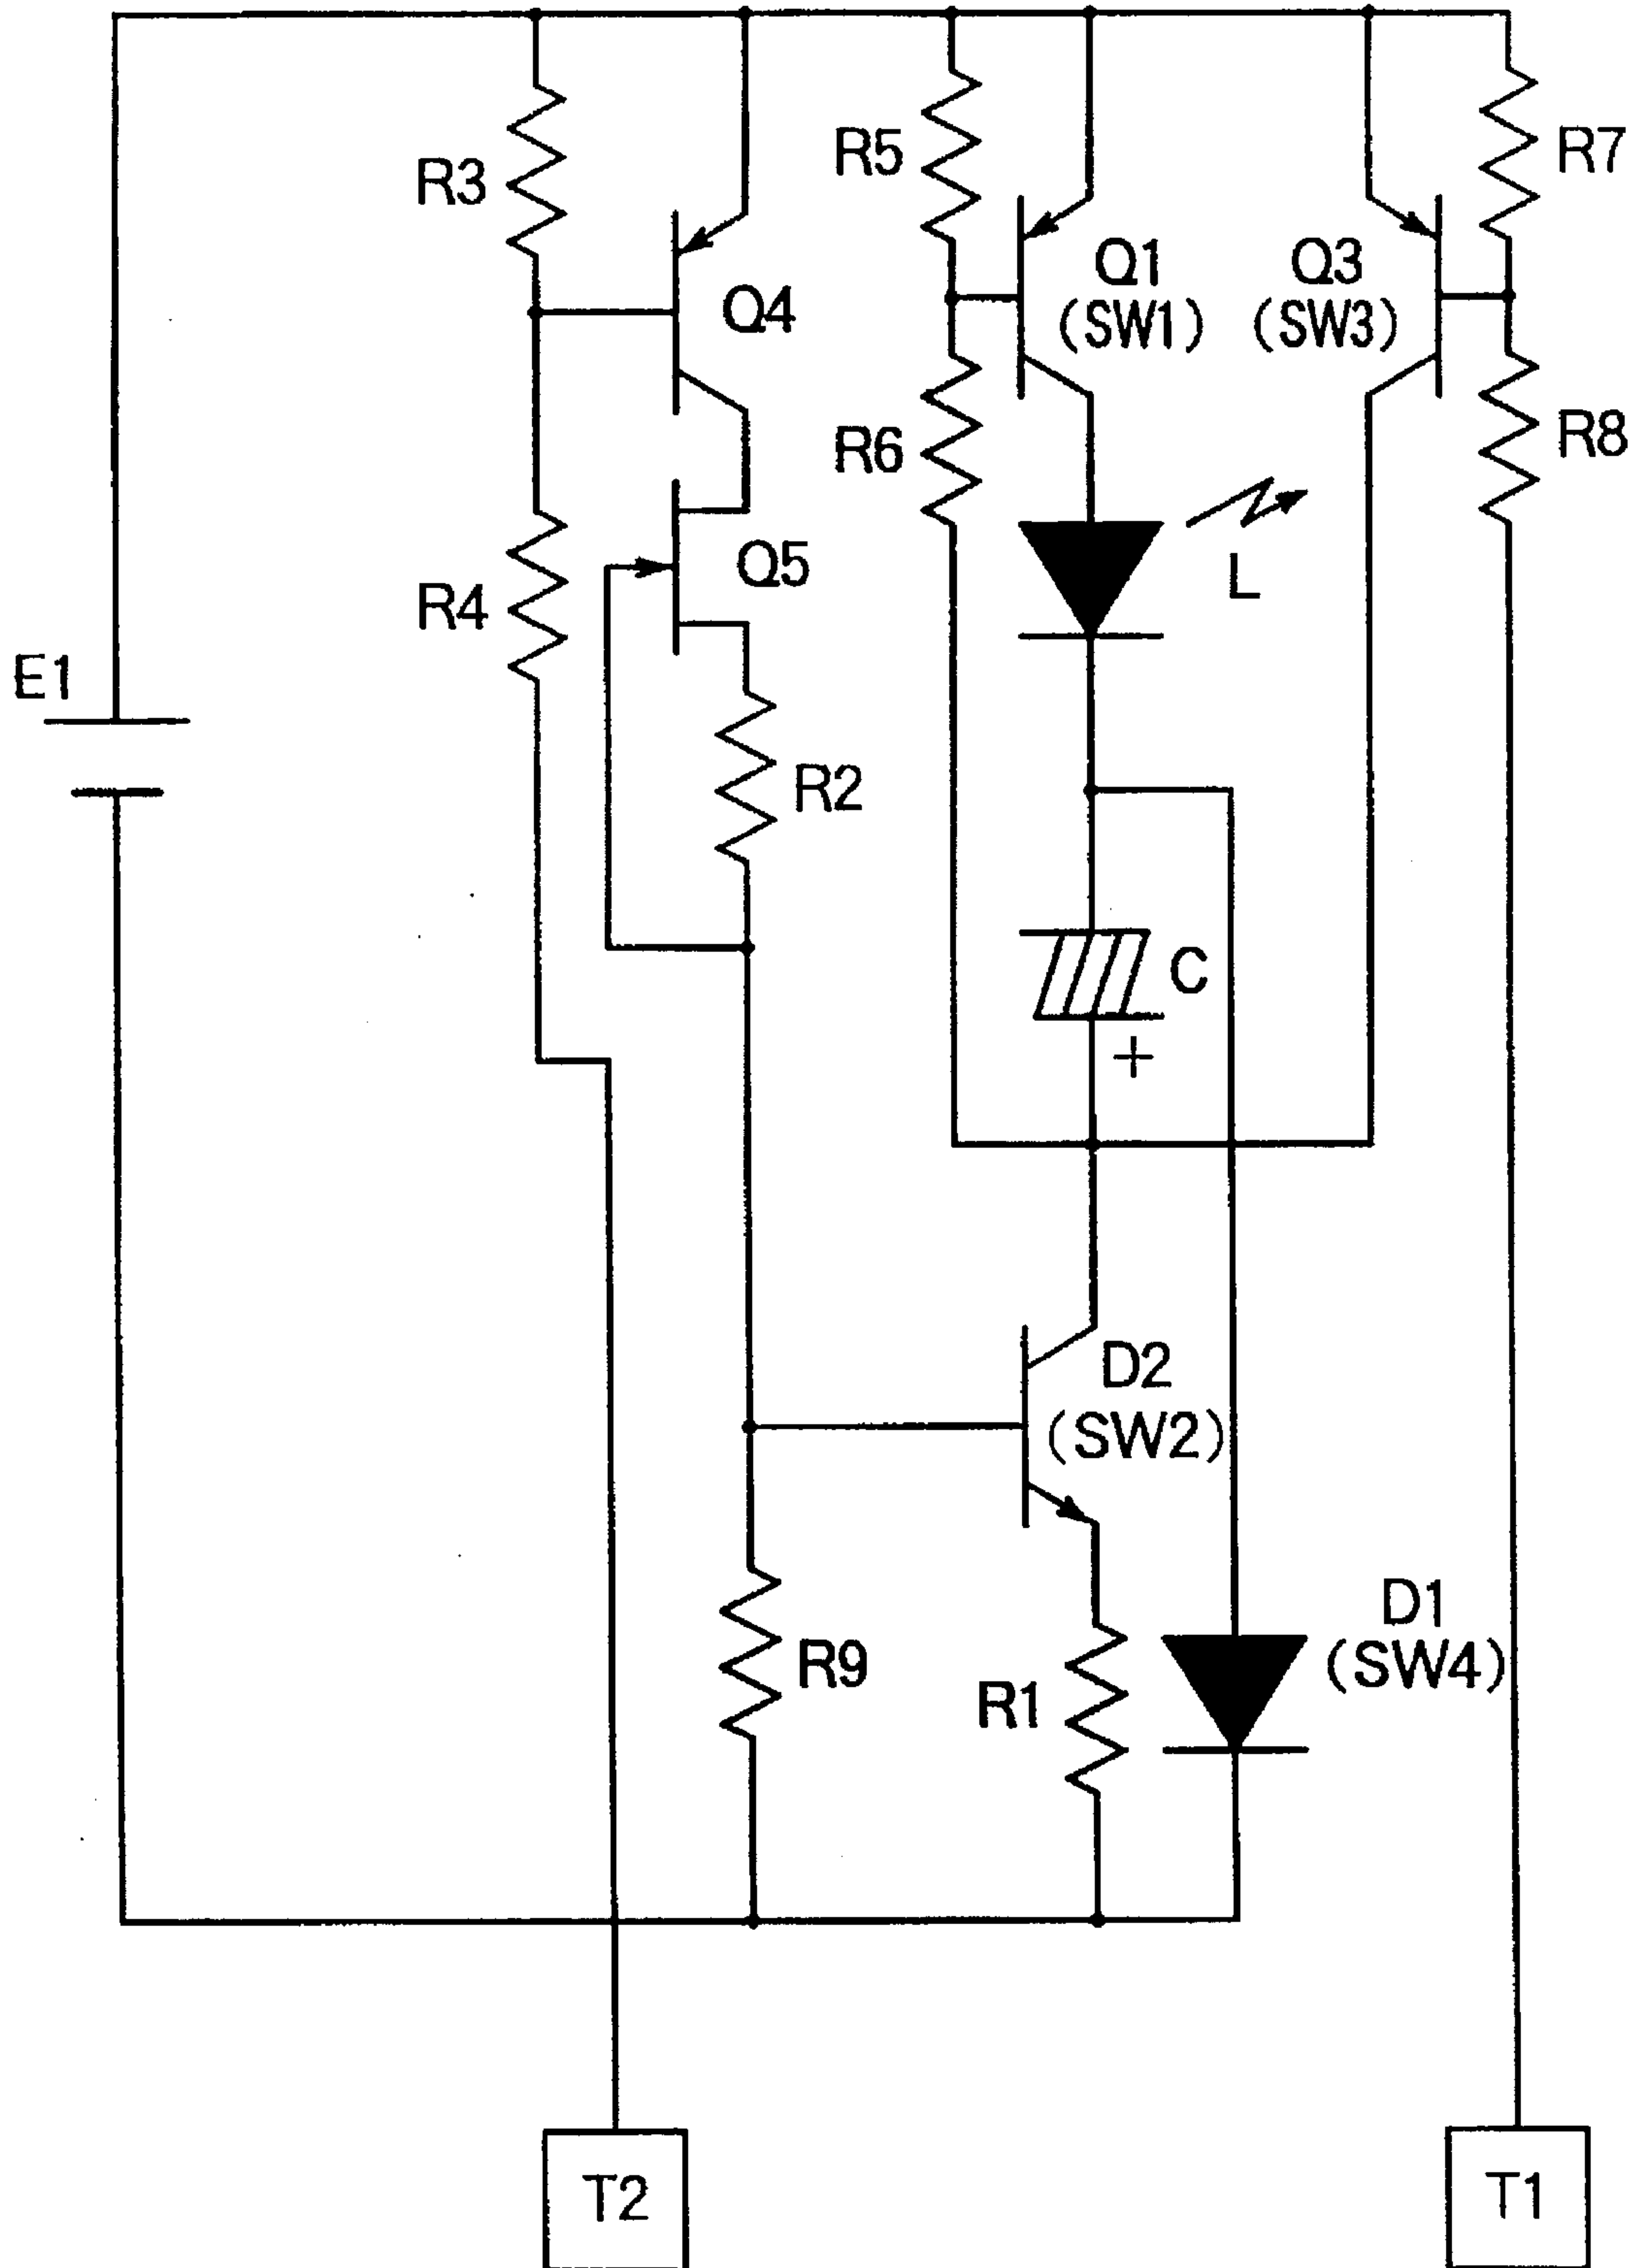 R3
R5
R7
Q4
Q1
(SW1)
Q3
(SW3)
R6
R8
Q5
L
R4
E1
R2
C
+
D2
(SW2)
D1
(SW4)
R9
R1
T2
T1